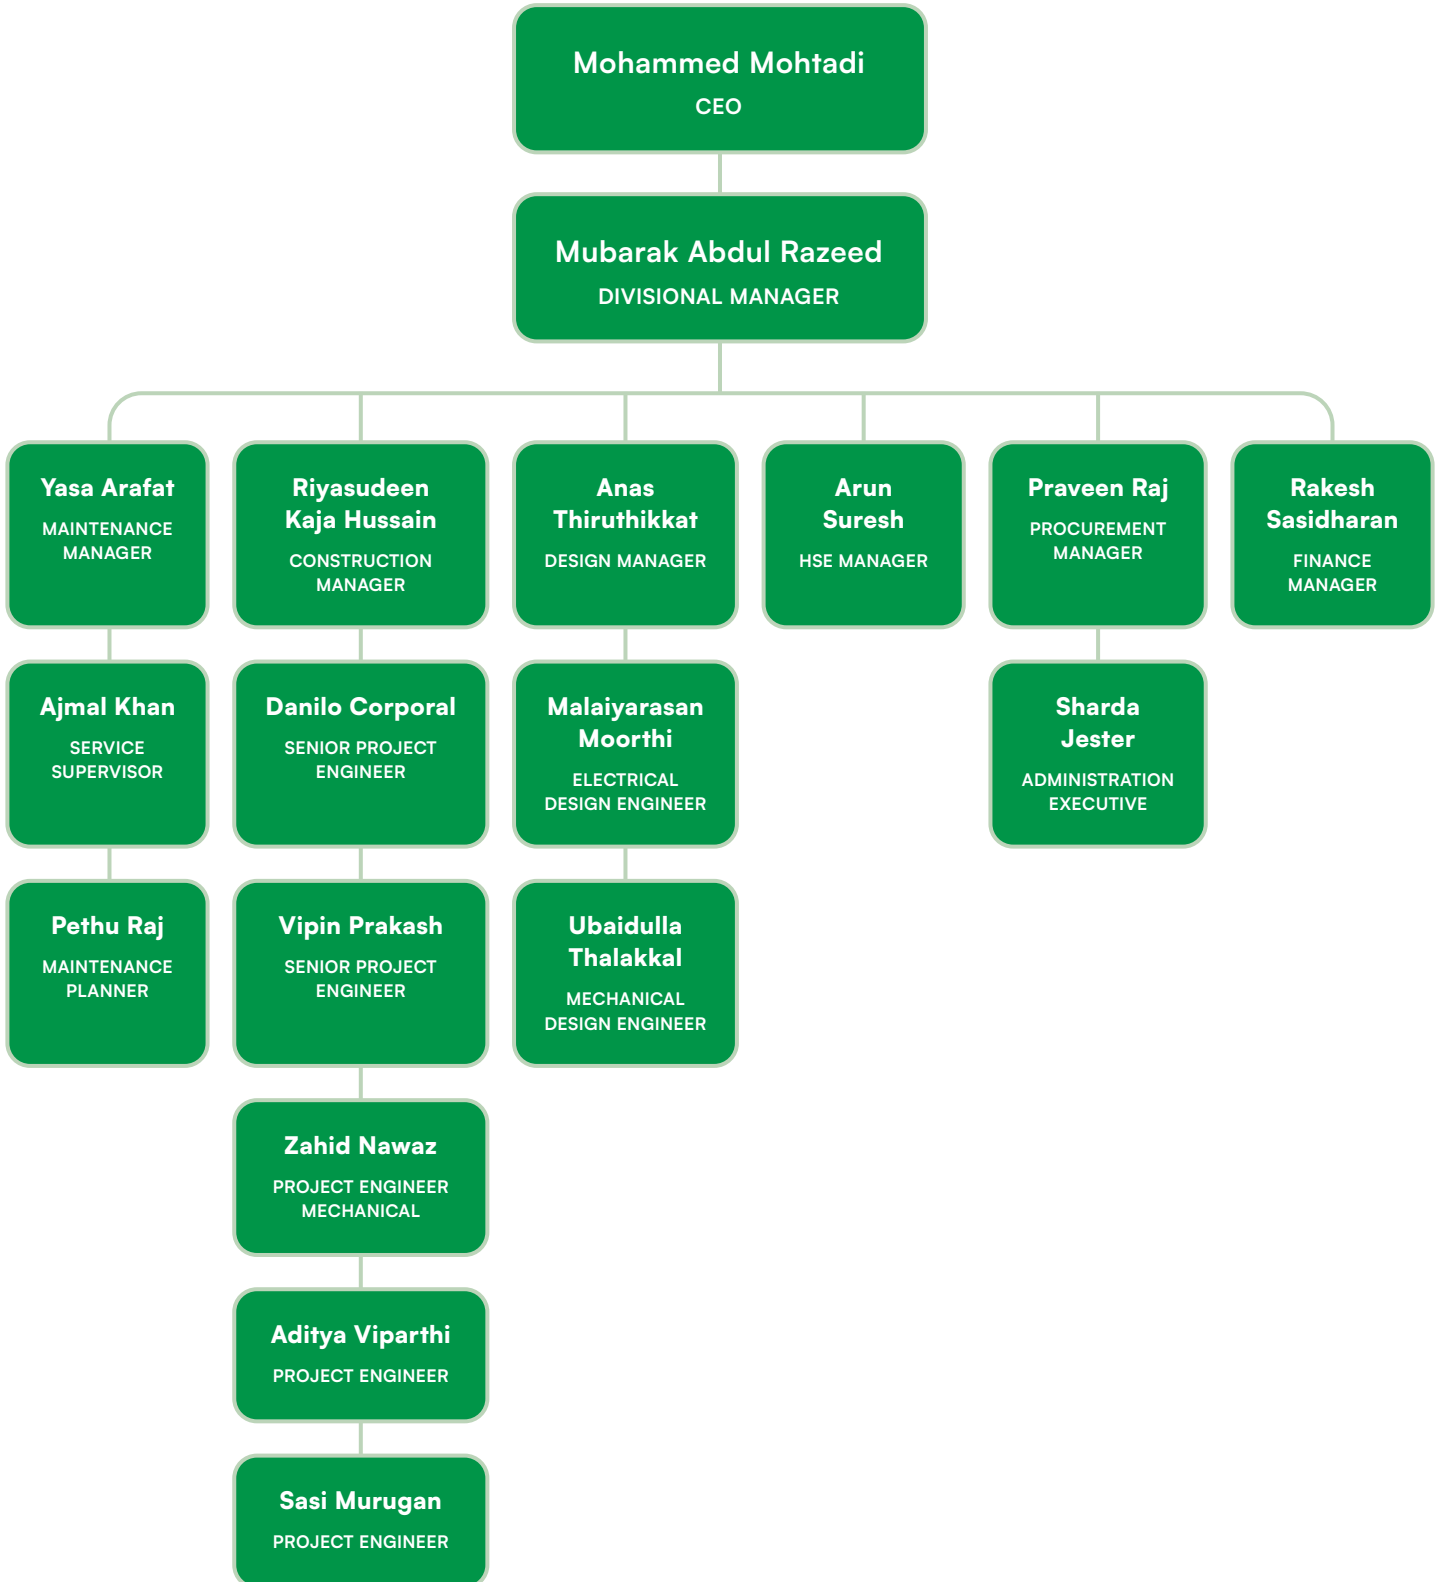 Mohammed Mohtadi
CEO
Mubarak Abdul Razeed
DIVISIONAL MANAGER
Yasa Arafat
MAINTENANCE
MANAGER
Riyasudeen
Kaja Hussain
CONSTRUCTION
MANAGER
Anas
Thiruthikkat
DESIGN MANAGER
Arun
Suresh
HSE MANAGER
Praveen Raj
PROCUREMENT
MANAGER
Rakesh
Sasidharan
FINANCE
MANAGER
Ajmal Khan
SERVICE
SUPERVISOR
Danilo Corporal
SENIOR PROJECT
ENGINEER
Malaiyarasan
Moorthi
ELECTRICAL
DESIGN ENGINEER
Sharda
Jester
ADMINISTRATION
EXECUTIVE
Pethu Raj
MAINTENANCE
PLANNER
Vipin Prakash
SENIOR PROJECT
ENGINEER
Ubaidulla
Thalakkal
MECHANICAL
DESIGN ENGINEER
Zahid Nawaz
PROJECT ENGINEER
MECHANICAL
Aditya Viparthi
PROJECT ENGINEER
Sasi Murugan
PROJECT ENGINEER